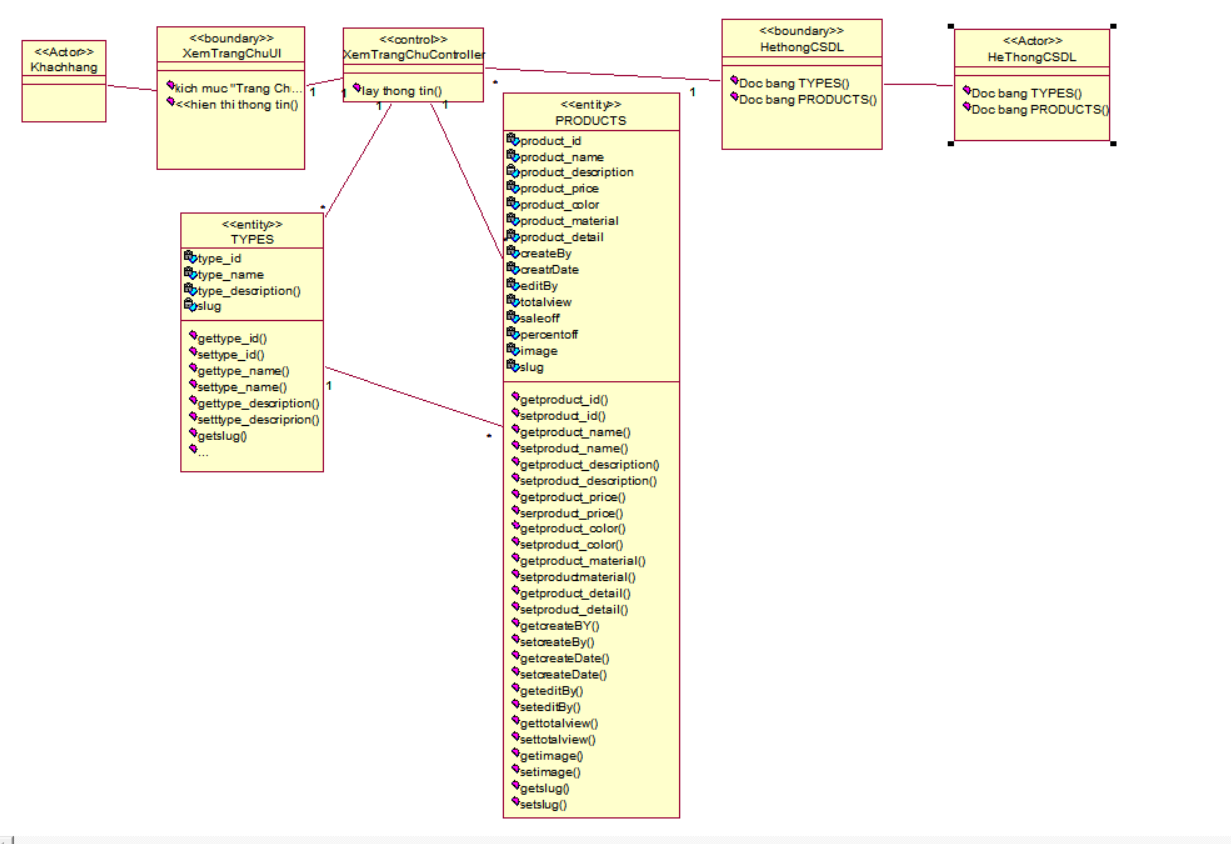 <<Actor>>
Khachhang
<<boundary>>
XemTrangChuUI
kich muc "Trang Ch...
<<hien thi thong tin()
1
<<control>>
XemTrangChuController
lay thong tin()
1
1
1
*
<<boundary>>
HethongCSDL
Doc bang TYPES()
Doc bang PRODUCTS()
1
<<Actor>>
HeThongCSDL
Doc bang TYPES()
Doc bang PRODUCTS()
*
<<entity>>
TYPES
type_id
type_name
type_description()
slug
gettype_id()
settype_id()
gettype_name()
settype_name()
gettype_description()
setttype_descriprion()
getslug()
...
1
*
<<entity>>
PRODUCTS
product_id
product_name
product_description
product_price
product_color
product_material
product_detail
createBy
creatrDate
editBy
totalview
saleoff
percentoff
image
slug
getproduct_id()
setproduct_id()
getproduct_name()
setproduct_name()
getproduct_description()
setproduct_description()
getproduct_price()
serproduct_price()
getproduct_color()
setproduct_color()
getproduct_material()
setproductmaterial()
getproduct_detail()
setproduct_detail()
getcreateBY()
setcreateBy()
getcreateDate()
setcreateDate()
geteditBy()
seteditBy()
gettotalview()
settotalview()
getimage()
setimage()
getslug()
setslug()